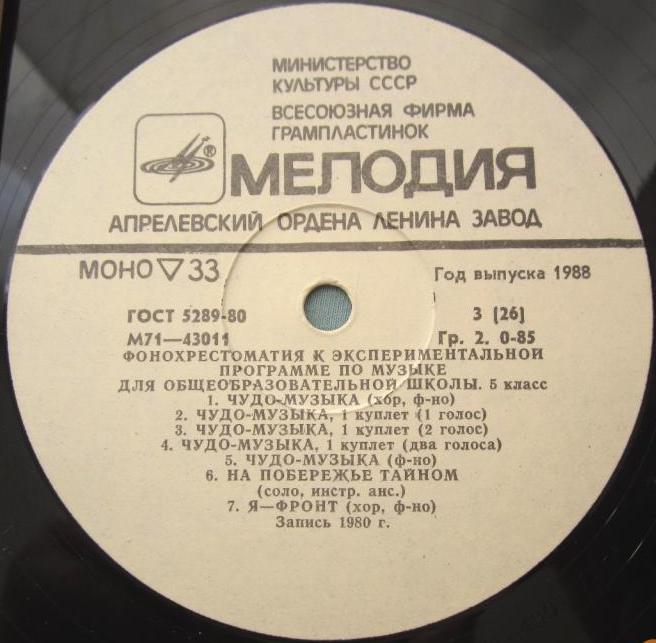 МИНИСТЕРСТВО
КУЛЬТУРЫ СССР
ВСЕСОЮЗНАЯ ФИРМА
ГРАМПЛАСТИНОК
®
МЕЛОДИЯ
АПРЕЛЕВСКИЙ ОРДЕНА ЛЕНИНА ЗАВОД
МОНО ▽ 33
Год выпуска 1988
ГОСТ 5289-80
3 [26]
М71—43011
Гр. 2. 0-85
ФОНОХРЕСТОМАТИЯ К ЭКСПЕРИМЕНТАЛЬНОЙ
ПРОГРАММЕ ПО МУЗЫКЕ
ДЛЯ ОБЩЕОБРАЗОВАТЕЛЬНОЙ ШКОЛЫ. 5 класс
1. ЧУДО-МУЗЫКА (хор, ф-но)
2. ЧУДО-МУЗЫКА, 1 куплет (1 голос)
3. ЧУДО-МУЗЫКА, 1 куплет (2 голос)
4. ЧУДО-МУЗЫКА, 1 куплет (два голоса)
5. ЧУДО-МУЗЫКА (ф-но)
6. НА ПОБЕРЕЖЬЕ ТАЙНОМ
(соло, инстр. анс.)
7. Я—ФРОНТ (хор, ф-но)
Запись 1980 г.